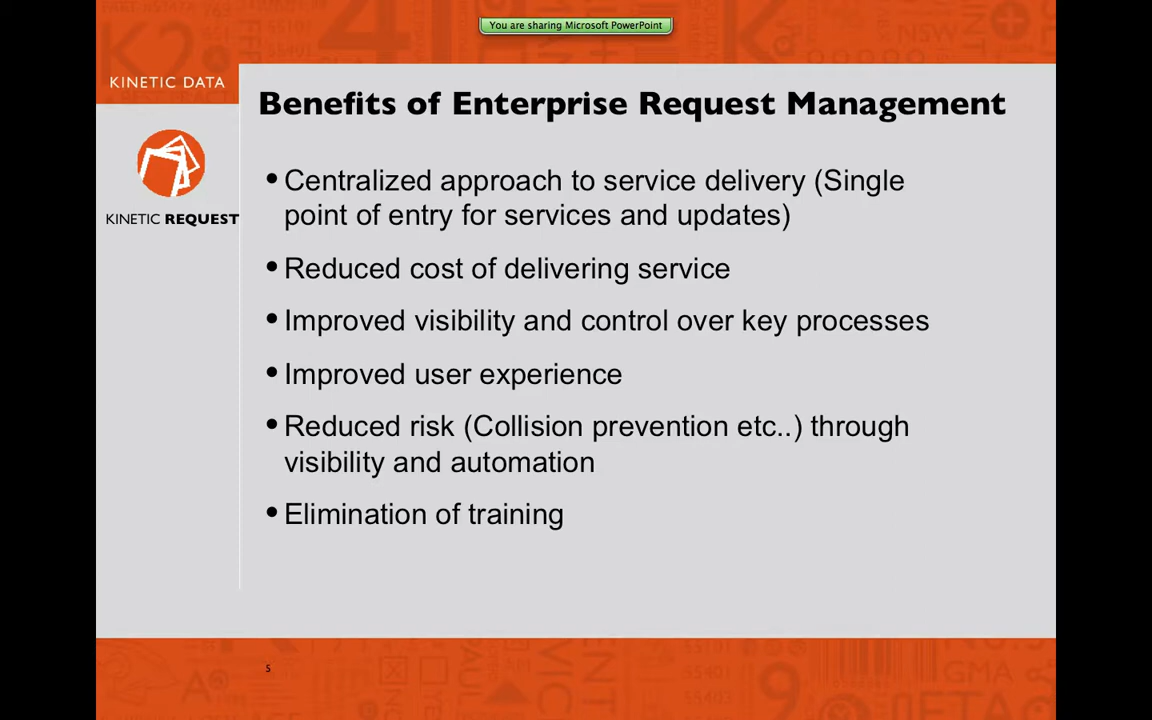 You are sharing Microsoft PowerPoint
KINETIC DATA
Benefits of Enterprise Request Management
KINETIC REQUEST
• Centralized approach to service delivery (Single
point of entry for services and updates)
• Reduced cost of delivering service
• Improved visibility and control over key processes
• Improved user experience
• Reduced risk (Collision prevention etc..) through
visibility and automation
• Elimination of training
5